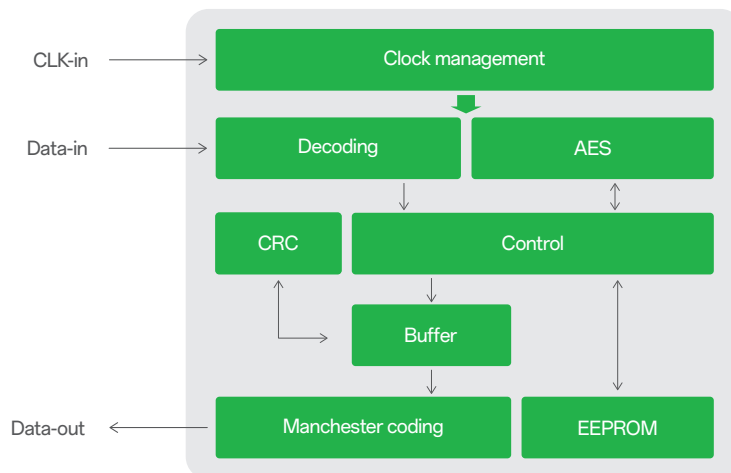 CLK-in
Clock management
Data-in
Decoding
AES
CRC
Control
Buffer
Data-out
Manchester coding
EEPROM